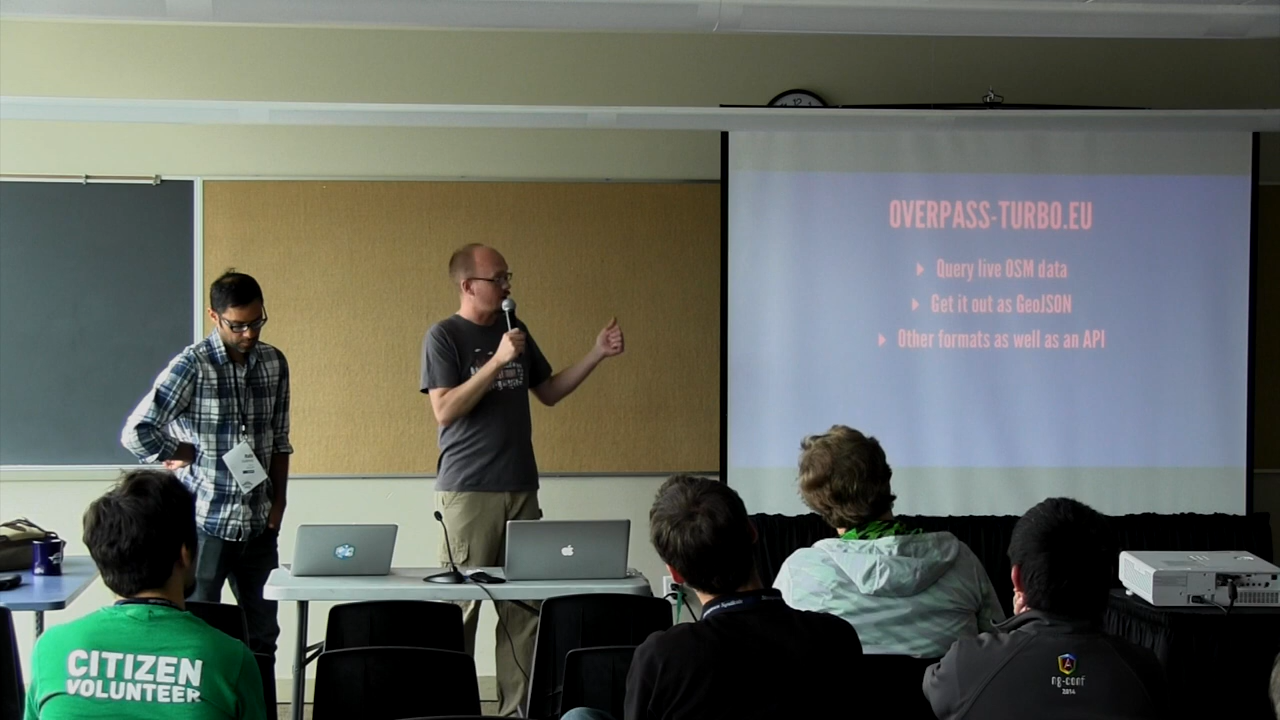 OVERPASS-TURBO.EU
Query live OSM data
Get it out as GeoJSON
Other formats as well as an API
CITIZEN
VOLUNTEER
ng-conf
2014